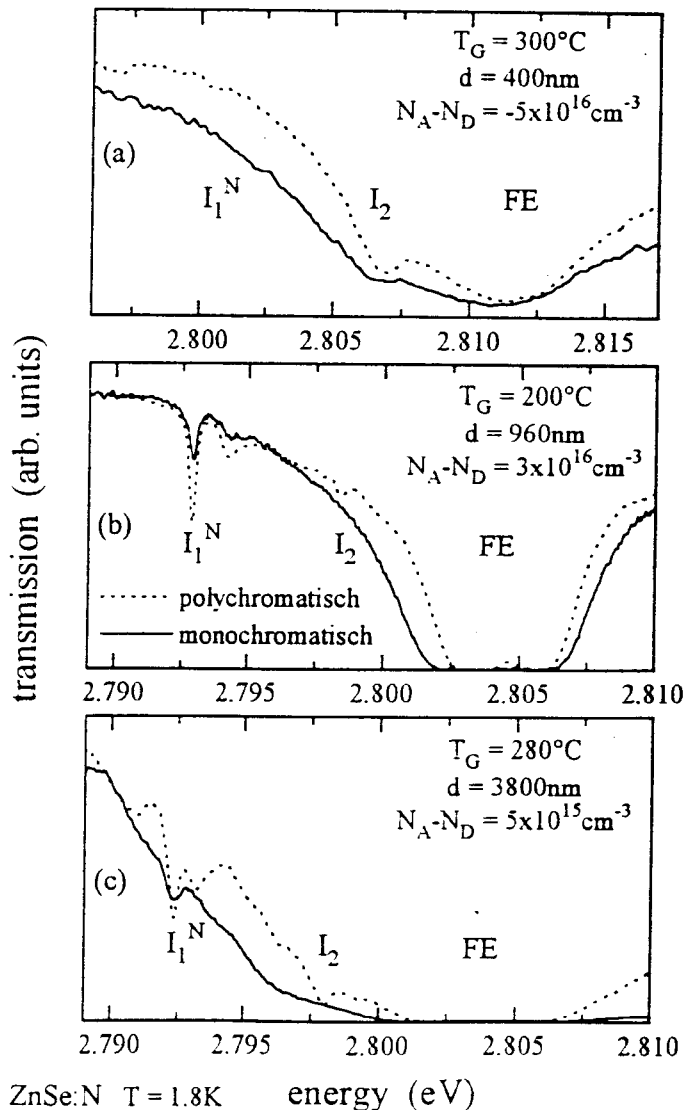 T_G = 300°C
d = 400nm
N_A-N_D = -5x10^16cm^-3
(a)
I_1^N
I_2
FE
2.800 2.805 2.810 2.815
transmission (arb. units)
T_G = 200°C
d = 960nm
N_A-N_D = 3x10^16cm^-3
(b)
I_1^N
I_2
FE
polychromatisch
monochromatisch
2.790 2.795 2.800 2.805 2.810
T_G = 280°C
d = 3800nm
N_A-N_D = 5x10^15cm^-3
(c)
I_1^N
I_2
FE
2.790 2.795 2.800 2.805 2.810
ZnSe:N T = 1.8K energy (eV)